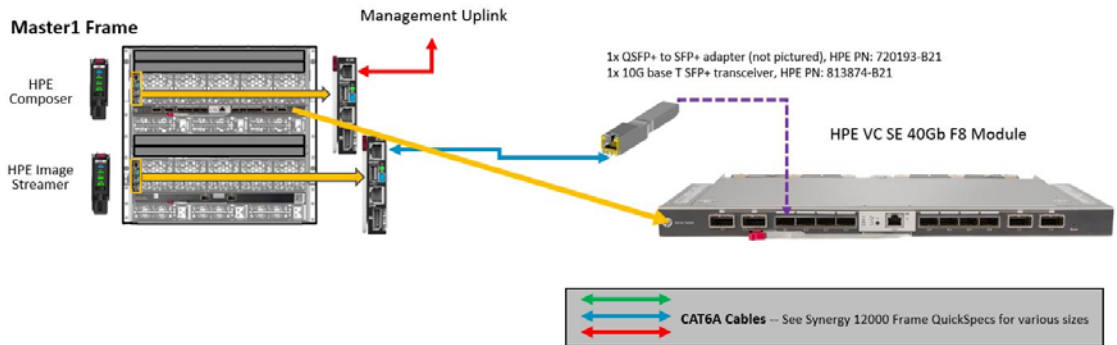 Master1 Frame
Management Uplink
HPE
Composer
HPE Image
Streamer
1x QSFP+ to SFP+ adapter (not pictured), HPE PN: 720193-B21
1x 10G base T SFP+ transceiver, HPE PN: 813874-B21
HPE VC SE 40Gb F8 Module
CAT6A Cables -- See Synergy 12000 Frame QuickSpecs for various sizes